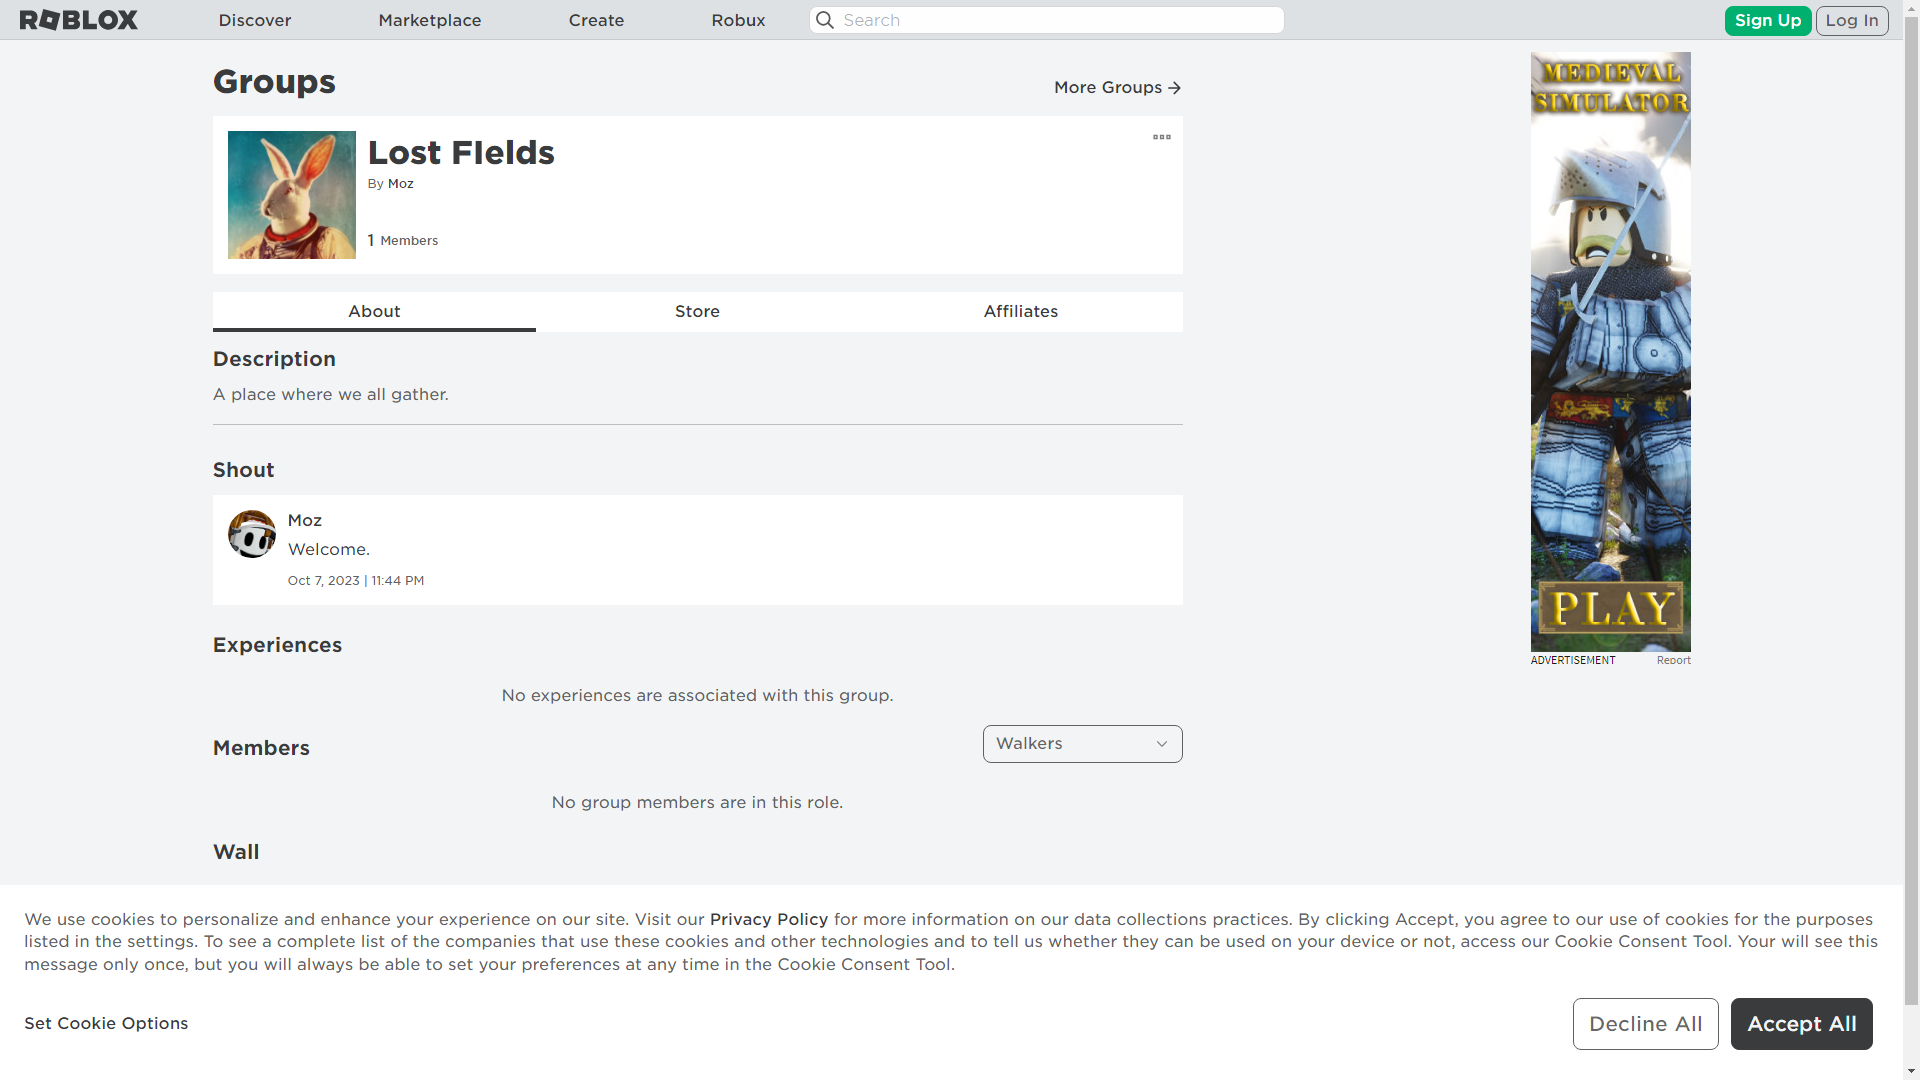 ROBLOX Discover Marketplace Create Robux Search Sign Up Log In
Groups
More Groups
Lost FIelds
By Moz
1 Members
About Store Affiliates
Description
A place where we all gather.
Shout
Moz
Welcome.
Oct 7, 2023 | 11:44 PM
Experiences
No experiences are associated with this group.
Members
Walkers
No group members are in this role.
Wall
MEDIEVAL
SIMULATOR
PLAY
ADVERTISEMENT Report
We use cookies to personalize and enhance your experience on our site. Visit our Privacy Policy for more information on our data collections practices. By clicking Accept, you agree to our use of cookies for the purposes
listed in the settings. To see a complete list of the companies that use these cookies and other technologies and to tell us whether they can be used on your device or not, access our Cookie Consent Tool. Your will see this
message only once, but you will always be able to set your preferences at any time in the Cookie Consent Tool.
Set Cookie Options
Decline All
Accept All